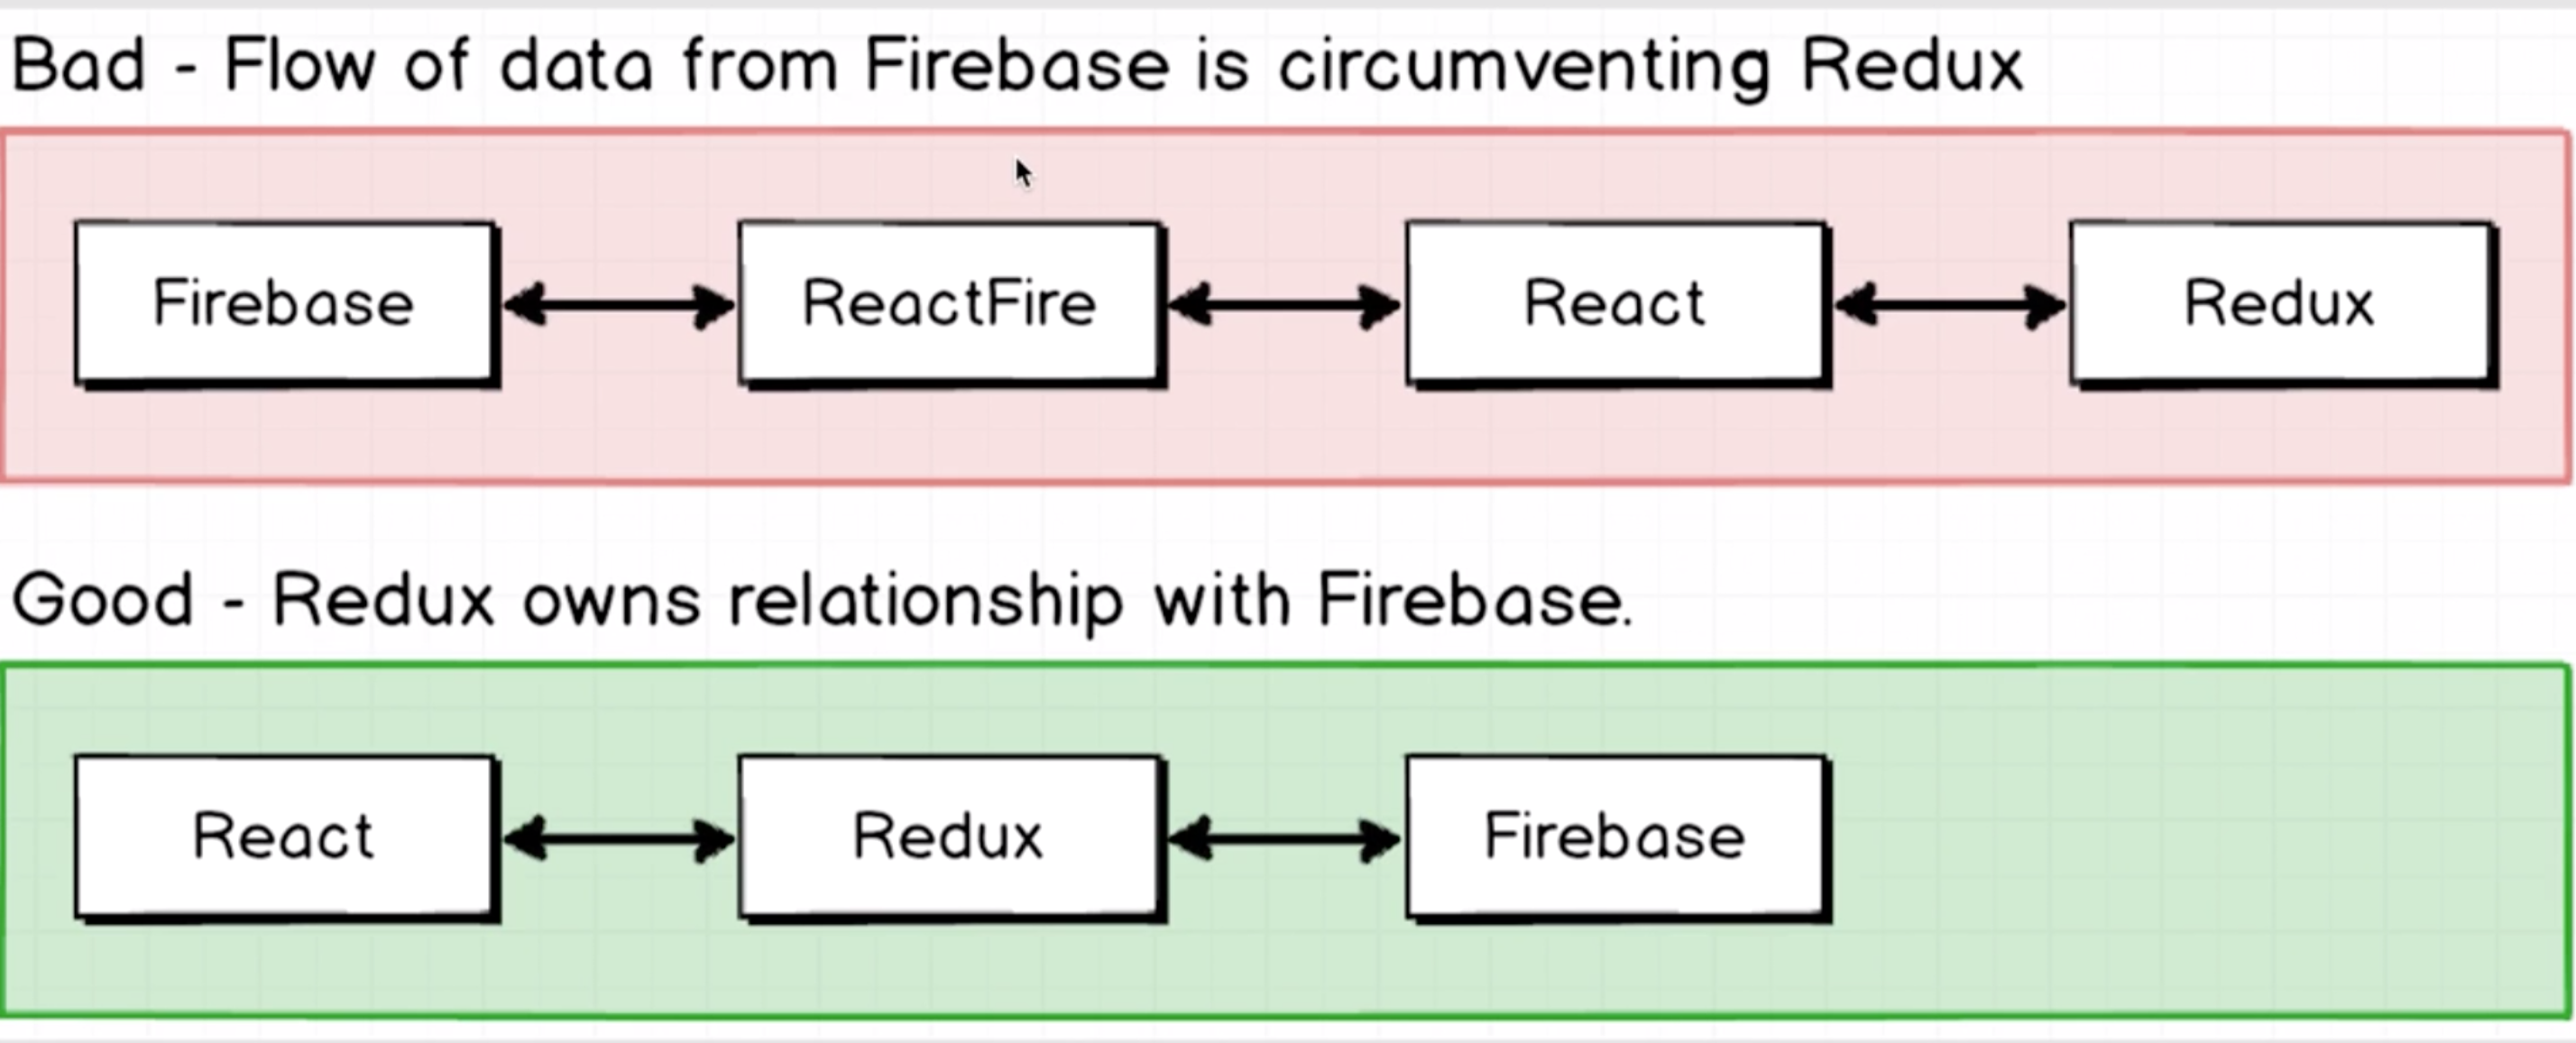 Bad - Flow of data from Firebase is circumventing Redux
Firebase
ReactFire
React
Redux
Good - Redux owns relationship with Firebase.
React
Redux
Firebase